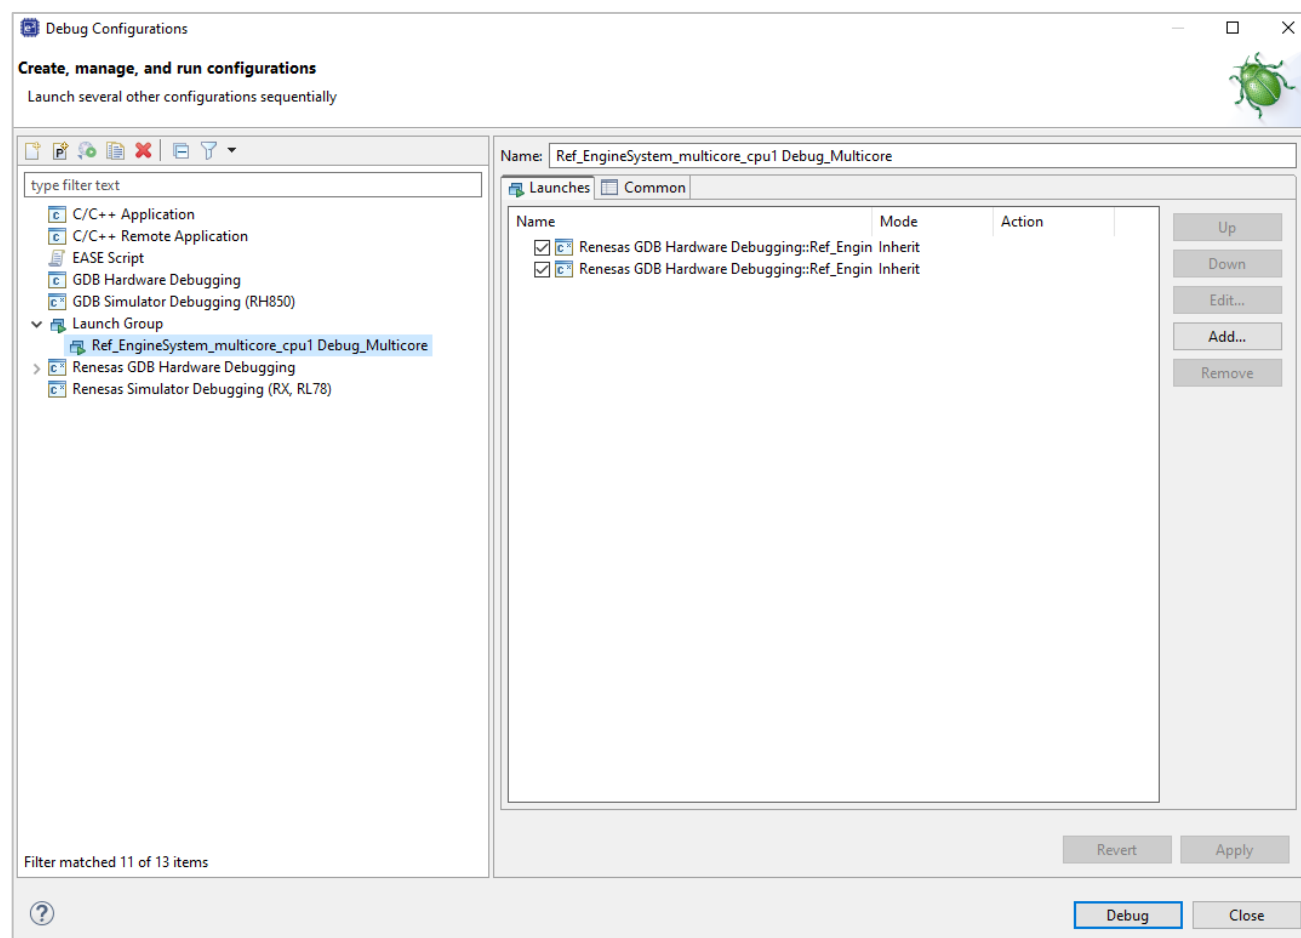 Debug Configurations
Create, manage, and run configurations
Launch several other configurations sequentially
type filter text
C/C++ Application
C/C++ Remote Application
EASE Script
GDB Hardware Debugging
GDB Simulator Debugging (RH850)
Launch Group
Ref_EngineSystem_multicore_cpu1 Debug_Multicore
Renesas GDB Hardware Debugging
Renesas Simulator Debugging (RX, RL78)
Filter matched 11 of 13 items
Name: Ref_EngineSystem_multicore_cpu1 Debug_Multicore
Launches Common
Name Mode Action
Renesas GDB Hardware Debugging::Ref_Engin Inherit
Renesas GDB Hardware Debugging::Ref_Engin Inherit
Up
Down
Edit...
Add...
Remove
Revert Apply
Debug Close